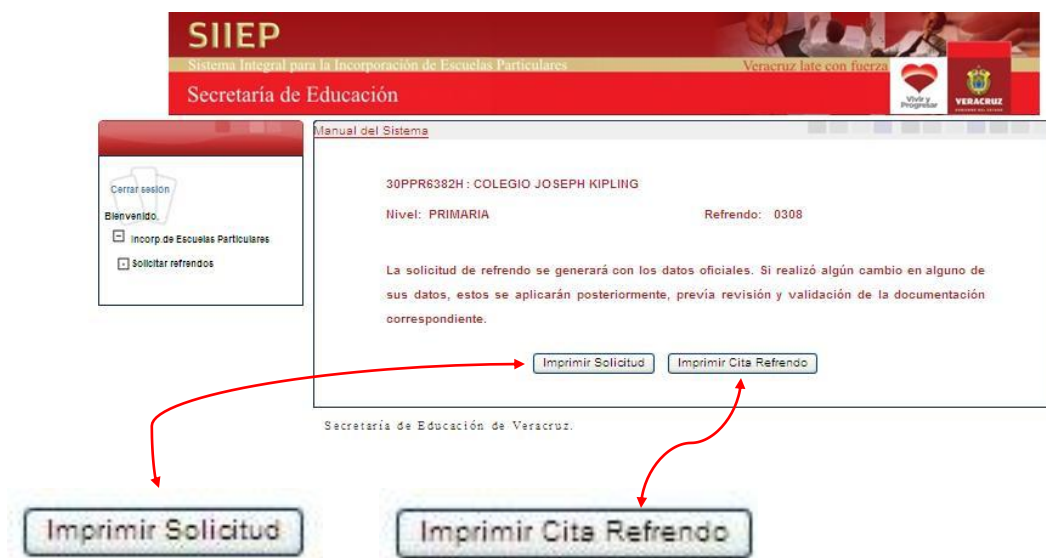 SIIEP
Sistema Integral para la Incorporación de Escuelas Particulares
Veracruz late con fuerza
Secretaría de Educación
Vivir y
Progresar
VERACRUZ
Manual del Sistema
Cerrar sesión
Bienvenido.
Incorp.de Escuelas Particulares
Solicitar refrendos
30PPR6382H : COLEGIO JOSEPH KIPLING
Nivel: PRIMARIA Refrendo: 0308
La solicitud de refrendo se generará con los datos oficiales. Si realizó algún cambio en alguno de
sus datos, estos se aplicarán posteriormente, prevía revisión y validación de la documentación
correspondiente.
Imprimir Solicitud Imprimir Cita Refrendo
Secretaría de Educación de Veracruz.
Imprimir Solicitud Imprimir Cita Refrendo